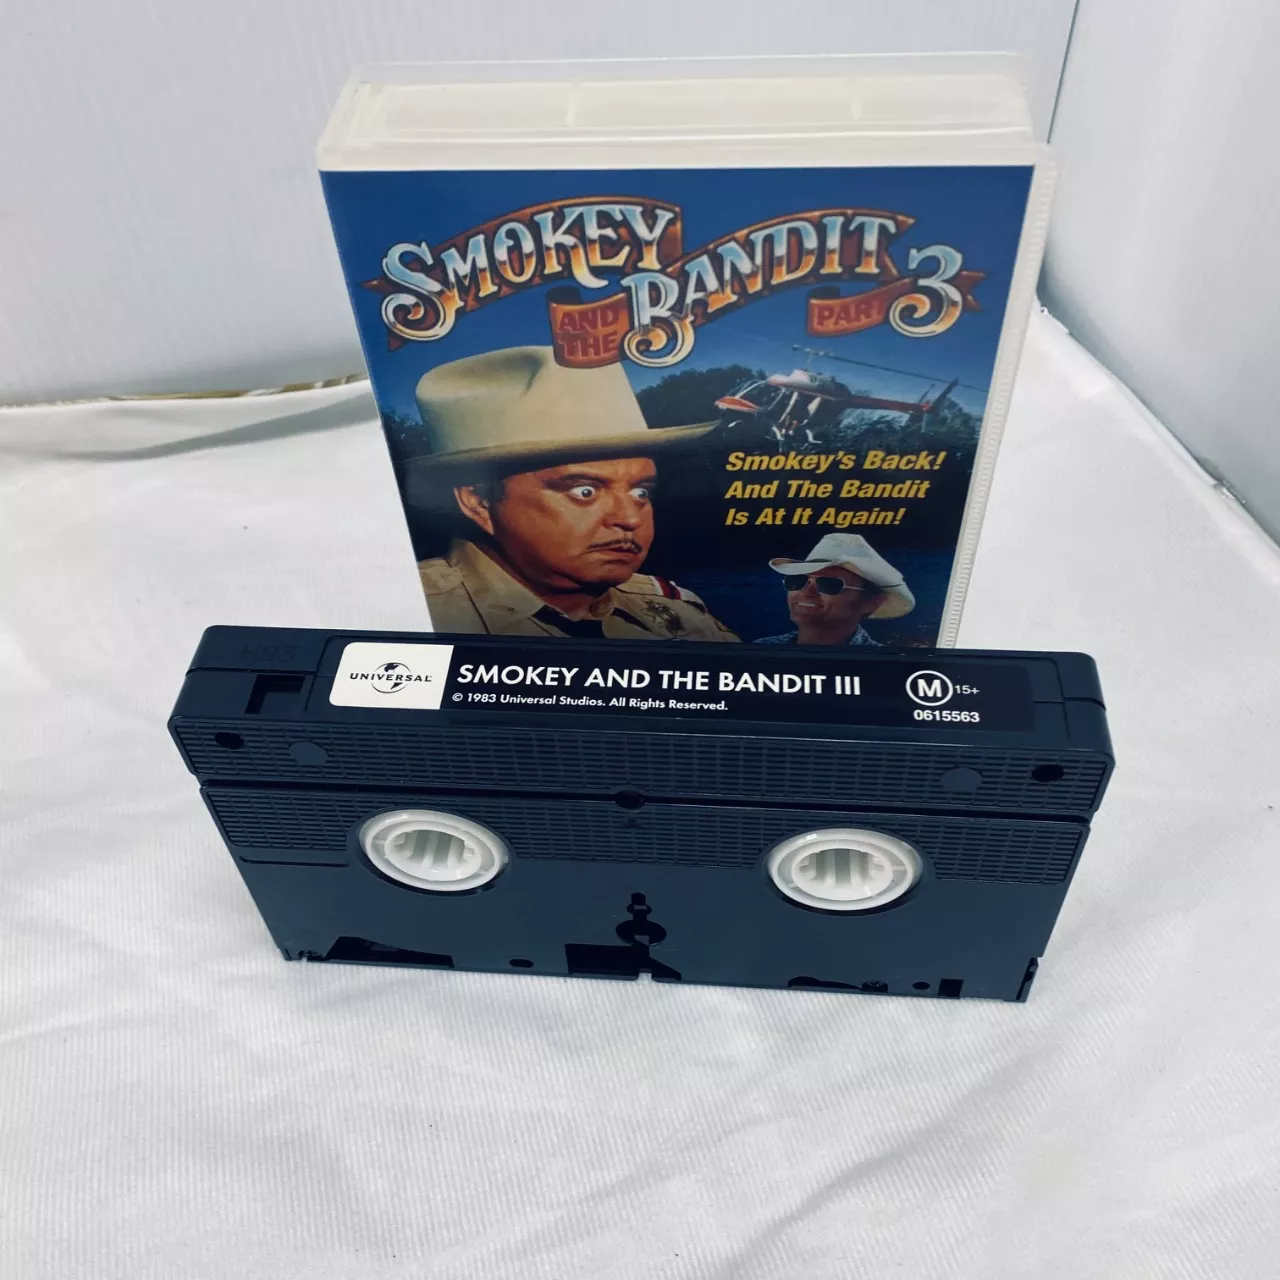 SMOKEY
AND THE
BANDIT
PART 3
Smokey's Back!
And The Bandit
Is At It Again!
UNIVERSAL
SMOKEY AND THE BANDIT III
© 1983 Universal Studios. All Rights Reserved.
M 15+
0615563